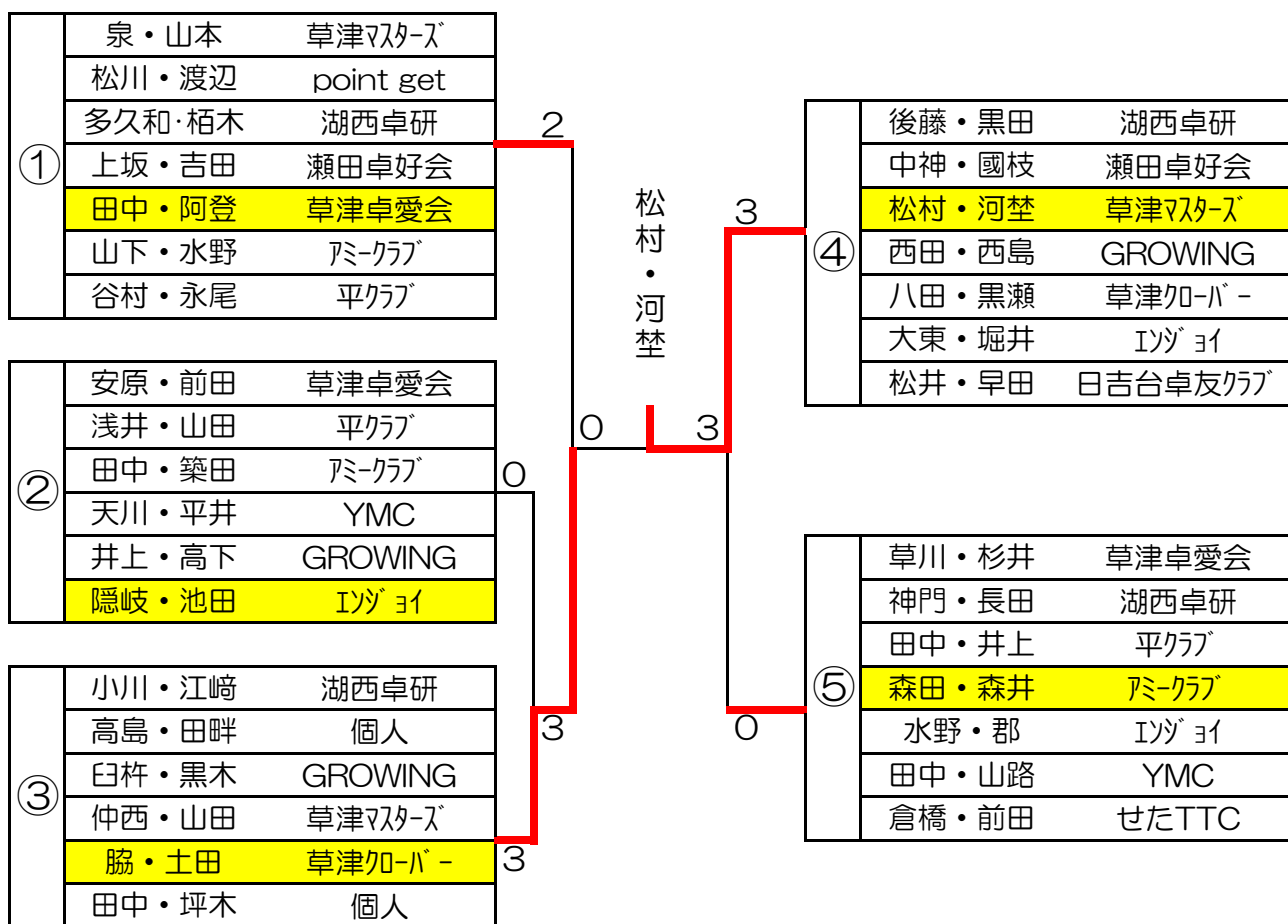 ①
泉・山本 草津ﾏｽﾀｰｽﾞ
松川・渡辺 point get
多久和・栢木 湖西卓研
上坂・吉田 瀬田卓好会
田中・阿登 草津卓愛会
山下・水野 ｱﾐｰｸﾗﾌﾞ
谷村・永尾 平ｸﾗﾌﾞ
②
安原・前田 草津卓愛会
浅井・山田 平ｸﾗﾌﾞ
田中・築田 ｱﾐｰｸﾗﾌﾞ
天川・平井 YMC
井上・高下 GROWING
隠岐・池田 ｴﾝｼﾞｮｲ
③
小川・江﨑 湖西卓研
高島・田畔 個人
臼杵・黒木 GROWING
仲西・山田 草津ﾏｽﾀｰｽﾞ
脇・土田 草津ｸﾛｰﾊﾞｰ
田中・坪木 個人
2
0
3
3
0
松村・河埜
3
3
0
④
後藤・黒田 湖西卓研
中神・國枝 瀬田卓好会
松村・河埜 草津ﾏｽﾀｰｽﾞ
西田・西島 GROWING
八田・黒瀬 草津ｸﾛｰﾊﾞｰ
大東・堀井 ｴﾝｼﾞｮｲ
松井・早田 日吉台卓友ｸﾗﾌﾞ
⑤
草川・杉井 草津卓愛会
神門・長田 湖西卓研
田中・井上 平ｸﾗﾌﾞ
森田・森井 ｱﾐｰｸﾗﾌﾞ
水野・郡 ｴﾝｼﾞｮｲ
田中・山路 YMC
倉橋・前田 せたTTC